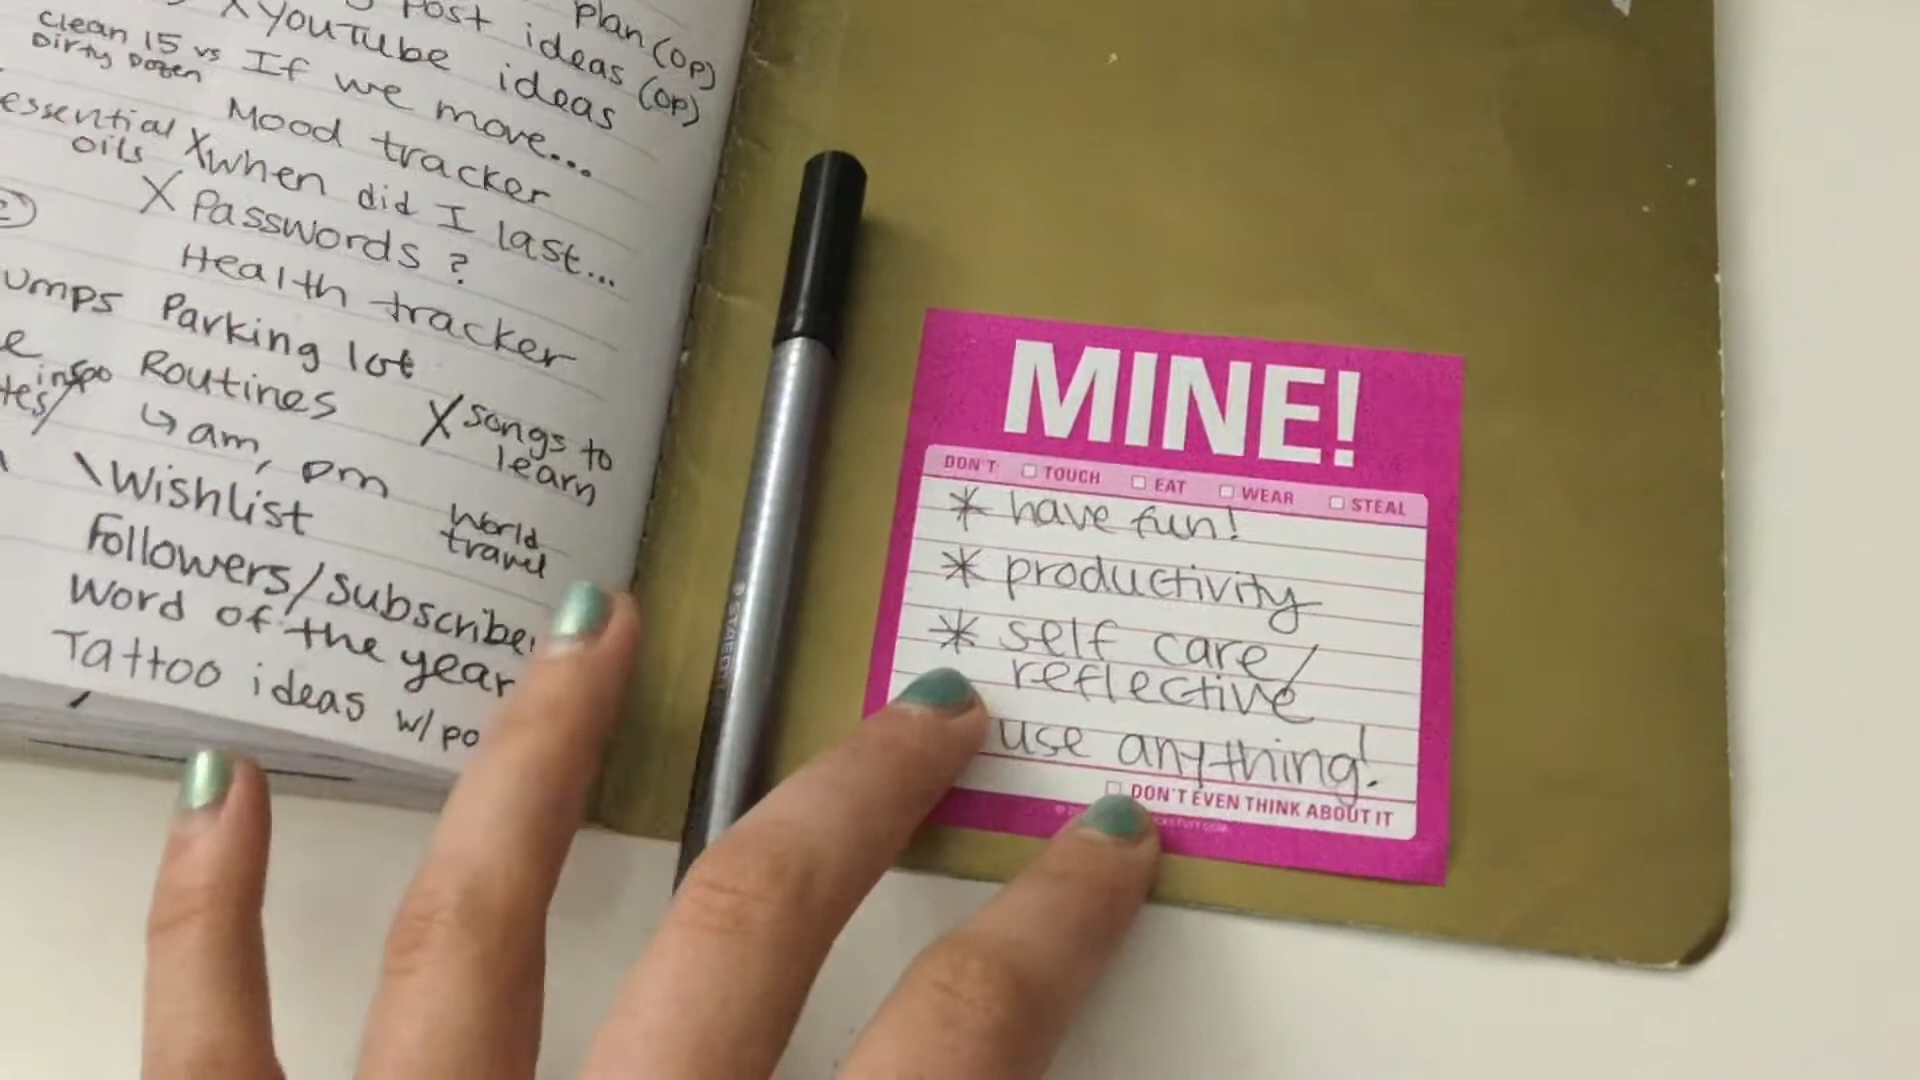 plan (OP)
Post ideas (OP)
X YouTube ideas
clean 15 vs
Dirty Dozen
If we move...
Mood tracker
essential
oils
X when did I last...
X Passwords ?
Health tracker
umps Parking lot
inspo
Routines
↳ am, pm
X songs to
learn
\ Wishlist
World
travel
Followers/Subscriber
Word of the year
Tattoo ideas w/ po
MINE!
DON'T: TOUCH EAT WEAR STEAL
* have fun!
* productivity
* self care/
reflective
use anything!
DON'T EVEN THINK ABOUT IT